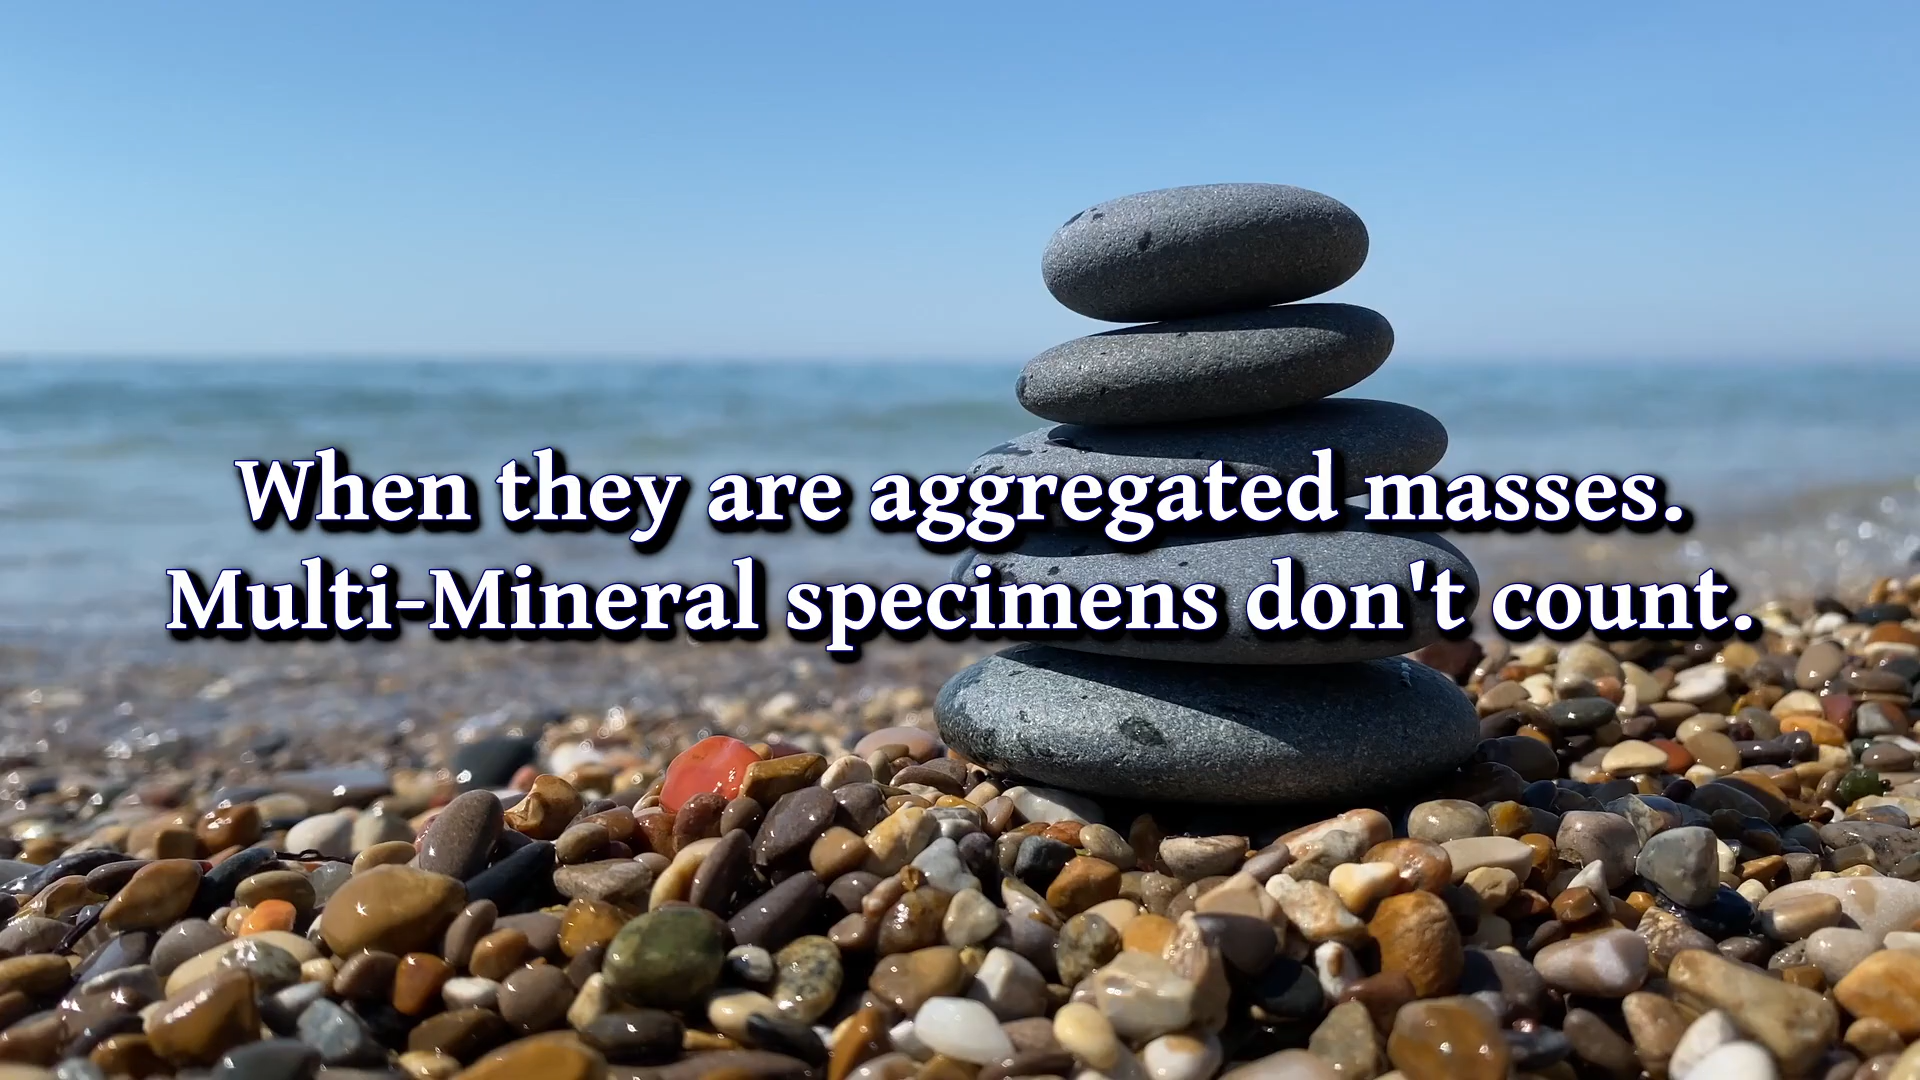 When they are aggregated masses.
Multi-Mineral specimens don't count.